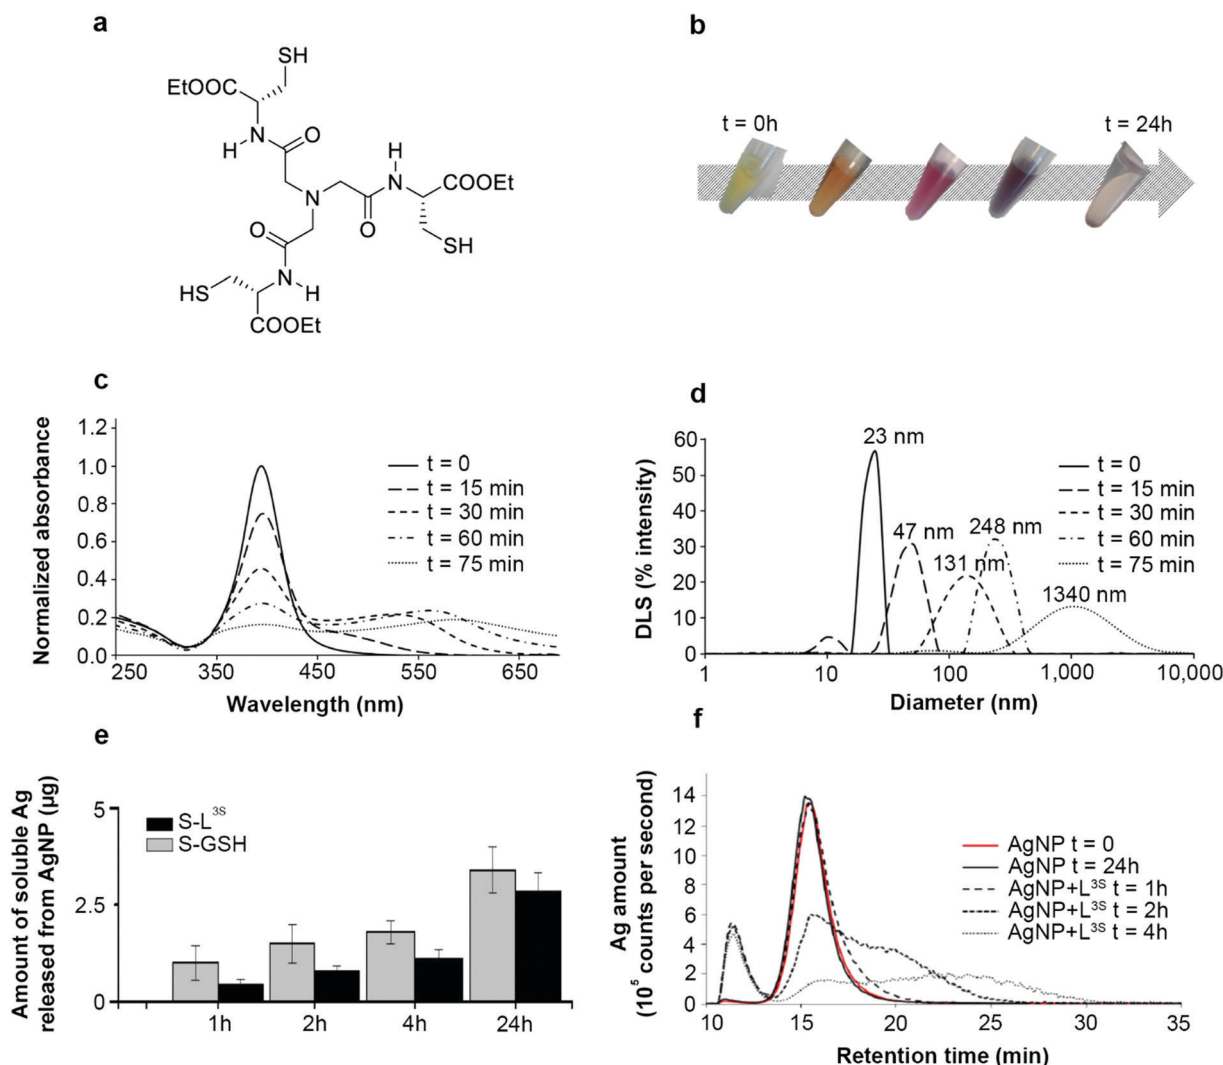 a
SH
EtOOC
N
H
O
H
N
COOEt
N
O
O
SH
N
H
HS
COOEt
b
t = 0h
t = 24h
c
Normalized absorbance
1.2
1.0
0.8
0.6
0.4
0.2
0.0
250 350 450 550 650
Wavelength (nm)
t = 0
t = 15 min
t = 30 min
t = 60 min
t = 75 min
d
DLS (% intensity)
60
50
40
30
20
10
0
1 10 100 1,000 10,000
Diameter (nm)
23 nm
47 nm
131 nm
248 nm
1340 nm
t = 0
t = 15 min
t = 30 min
t = 60 min
t = 75 min
e
Amount of soluble Ag
released from AgNP (µg)
5
2.5
0
S-L³ˢ
S-GSH
1h 2h 4h 24h
f
Ag amount
(10⁵ counts per second)
14
12
10
8
6
4
2
0
10 15 20 25 30 35
Retention time (min)
AgNP t = 0
AgNP t = 24h
AgNP+L³ˢ t = 1h
AgNP+L³ˢ t = 2h
AgNP+L³ˢ t = 4h